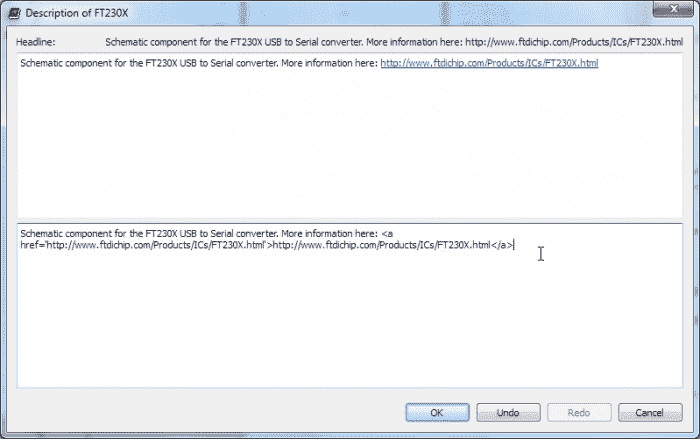 Description of FT230X
Headline: Schematic component for the FT230X USB to Serial converter. More information here: http://www.ftdichip.com/Products/ICs/FT230X.html
Schematic component for the FT230X USB to Serial converter. More information here: http://www.ftdichip.com/Products/ICs/FT230X.html
Schematic component for the FT230X USB to Serial converter. More information here: <a
href='http://www.ftdichip.com/Products/ICs/FT230X.html'>http://www.ftdichip.com/Products/ICs/FT230X.html</a>
OK Undo Redo Cancel